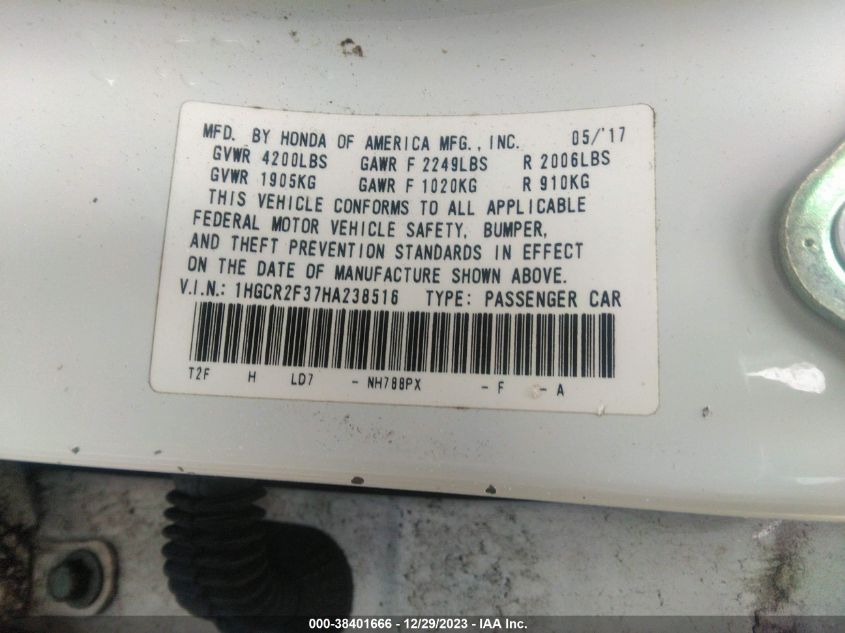 MFD. BY HONDA OF AMERICA MFG., INC. 05/'17
GVWR 4200LBS GAWR F 2249LBS R 2006LBS
GVWR 1905KG GAWR F 1020KG R 910KG
THIS VEHICLE CONFORMS TO ALL APPLICABLE
FEDERAL MOTOR VEHICLE SAFETY, BUMPER,
AND THEFT PREVENTION STANDARDS IN EFFECT
ON THE DATE OF MANUFACTURE SHOWN ABOVE.
V.I.N.: 1HGCR2F37HA238516 TYPE: PASSENGER CAR
T2F H LD7 - NH788PX - F - A
000-38401666 - 12/29/2023 - IAA Inc.